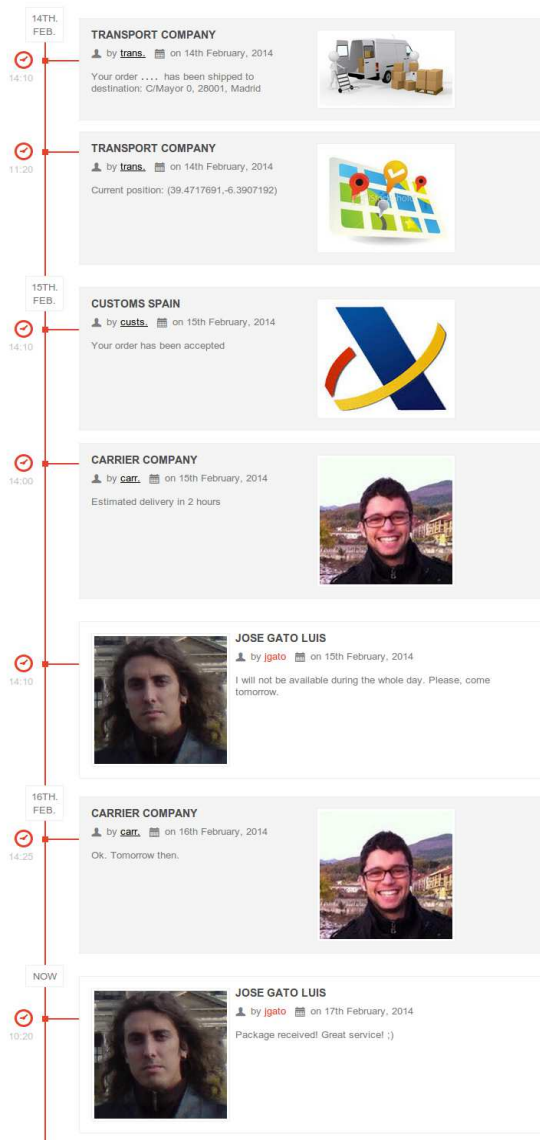 14TH.
FEB.
TRANSPORT COMPANY
by trans. on 14th February, 2014
14:10
Your order .... has been shipped to
destination: C/Mayor 0, 28001, Madrid
TRANSPORT COMPANY
by trans. on 14th February, 2014
11:20
Current position: (39.4717691,-6.3907192)
15TH.
FEB.
CUSTOMS SPAIN
by custs. on 15th February, 2014
14:10
Your order has been accepted
CARRIER COMPANY
by carr. on 15th February, 2014
14:00
Estimated delivery in 2 hours
JOSE GATO LUIS
by jgato on 15th February, 2014
14:10
I will not be available during the whole day. Please, come
tomorrow.
16TH.
FEB.
CARRIER COMPANY
by carr. on 16th February, 2014
14:25
Ok. Tomorrow then.
NOW
JOSE GATO LUIS
by jgato on 17th February, 2014
10:20
Package received! Great service! ;)